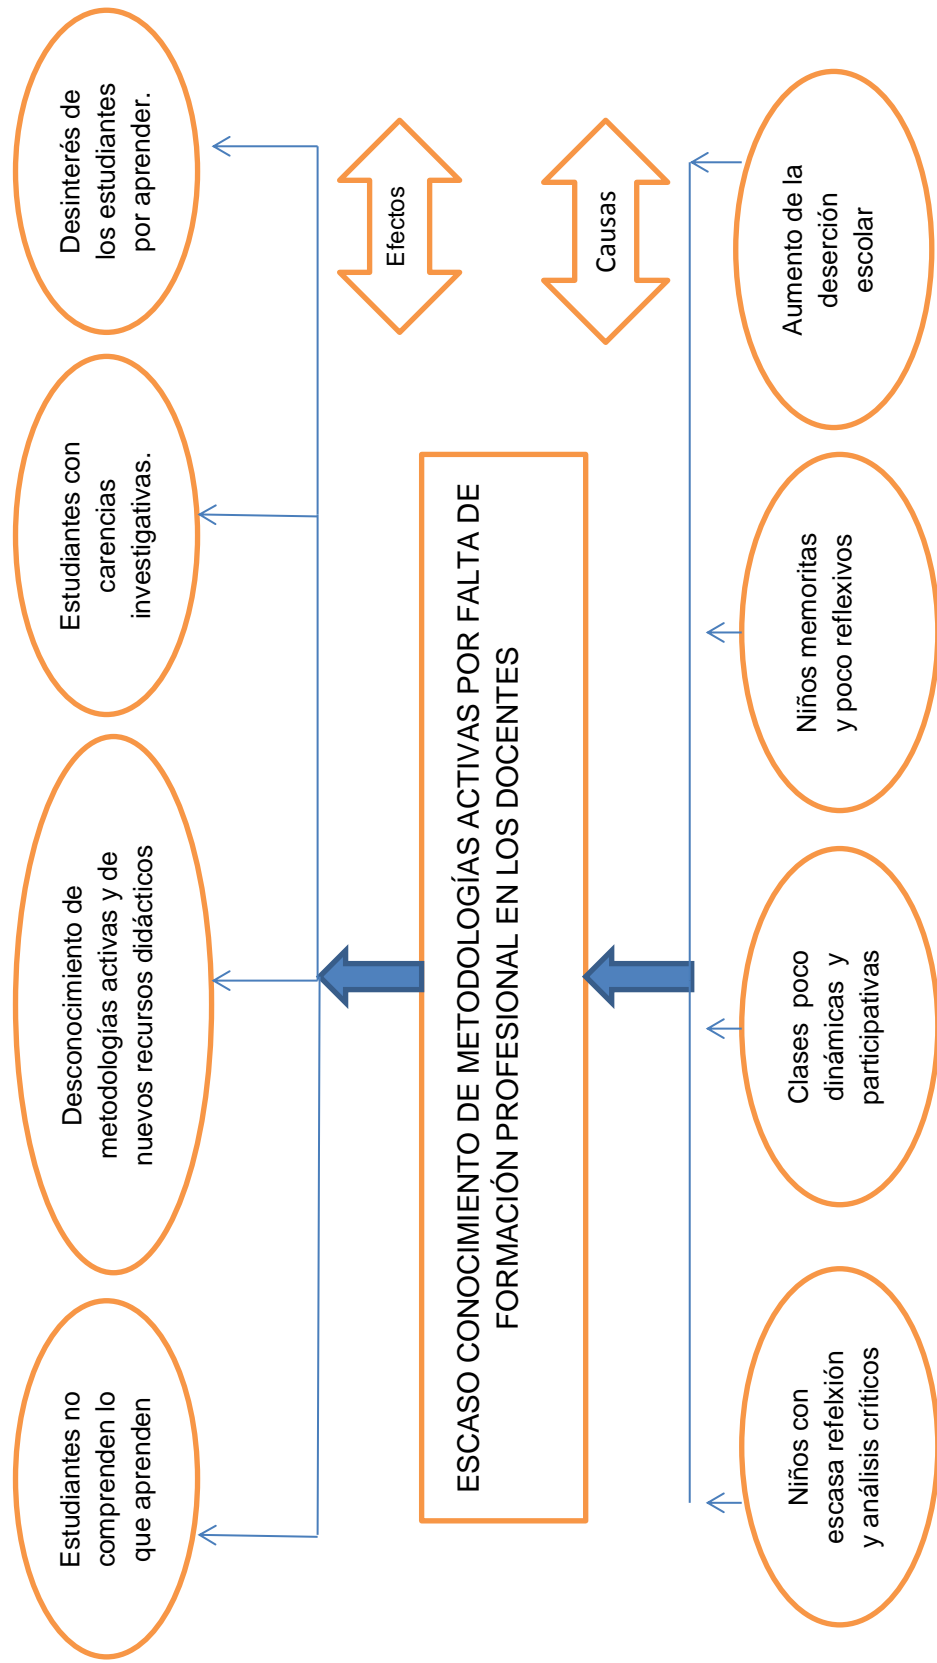 Estudiantes no
comprenden lo
que aprenden
Desconocimiento de
metodologías activas y de
nuevos recursos didácticos
Estudiantes con
carencias
investigativas.
Desinterés de
los estudiantes
por aprender.
Efectos
ESCASO CONOCIMIENTO DE METODOLOGÍAS ACTIVAS POR FALTA DE
FORMACIÓN PROFESIONAL EN LOS DOCENTES
Causas
Niños con
escasa refelxión
y análisis críticos
Clases poco
dinámicas y
participativas
Niños memoritas
y poco reflexivos
Aumento de la
deserción
escolar